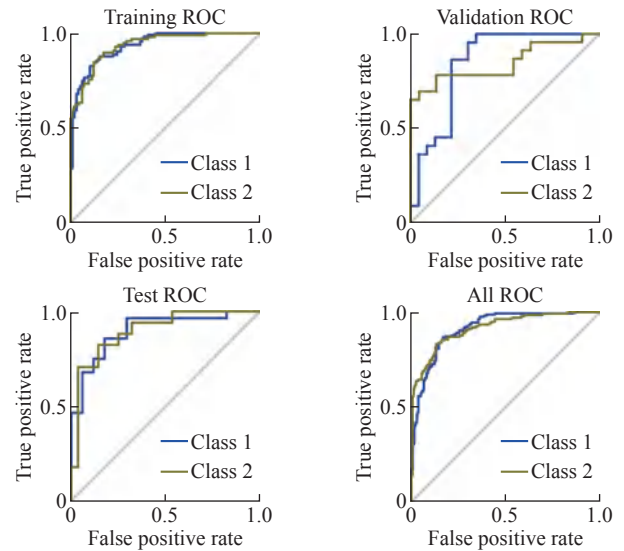 Training ROC
1.0
0.5
0
True positive rate
Class 1
Class 2
0
0.5
1.0
False positive rate
Validation ROC
1.0
0.5
0
True positive rate
Class 1
Class 2
0
0.5
1.0
False positive rate
Test ROC
1.0
0.5
0
True positive rate
Class 1
Class 2
0
0.5
1.0
False positive rate
All ROC
1.0
0.5
0
True positive rate
Class 1
Class 2
0
0.5
1.0
False positive rate